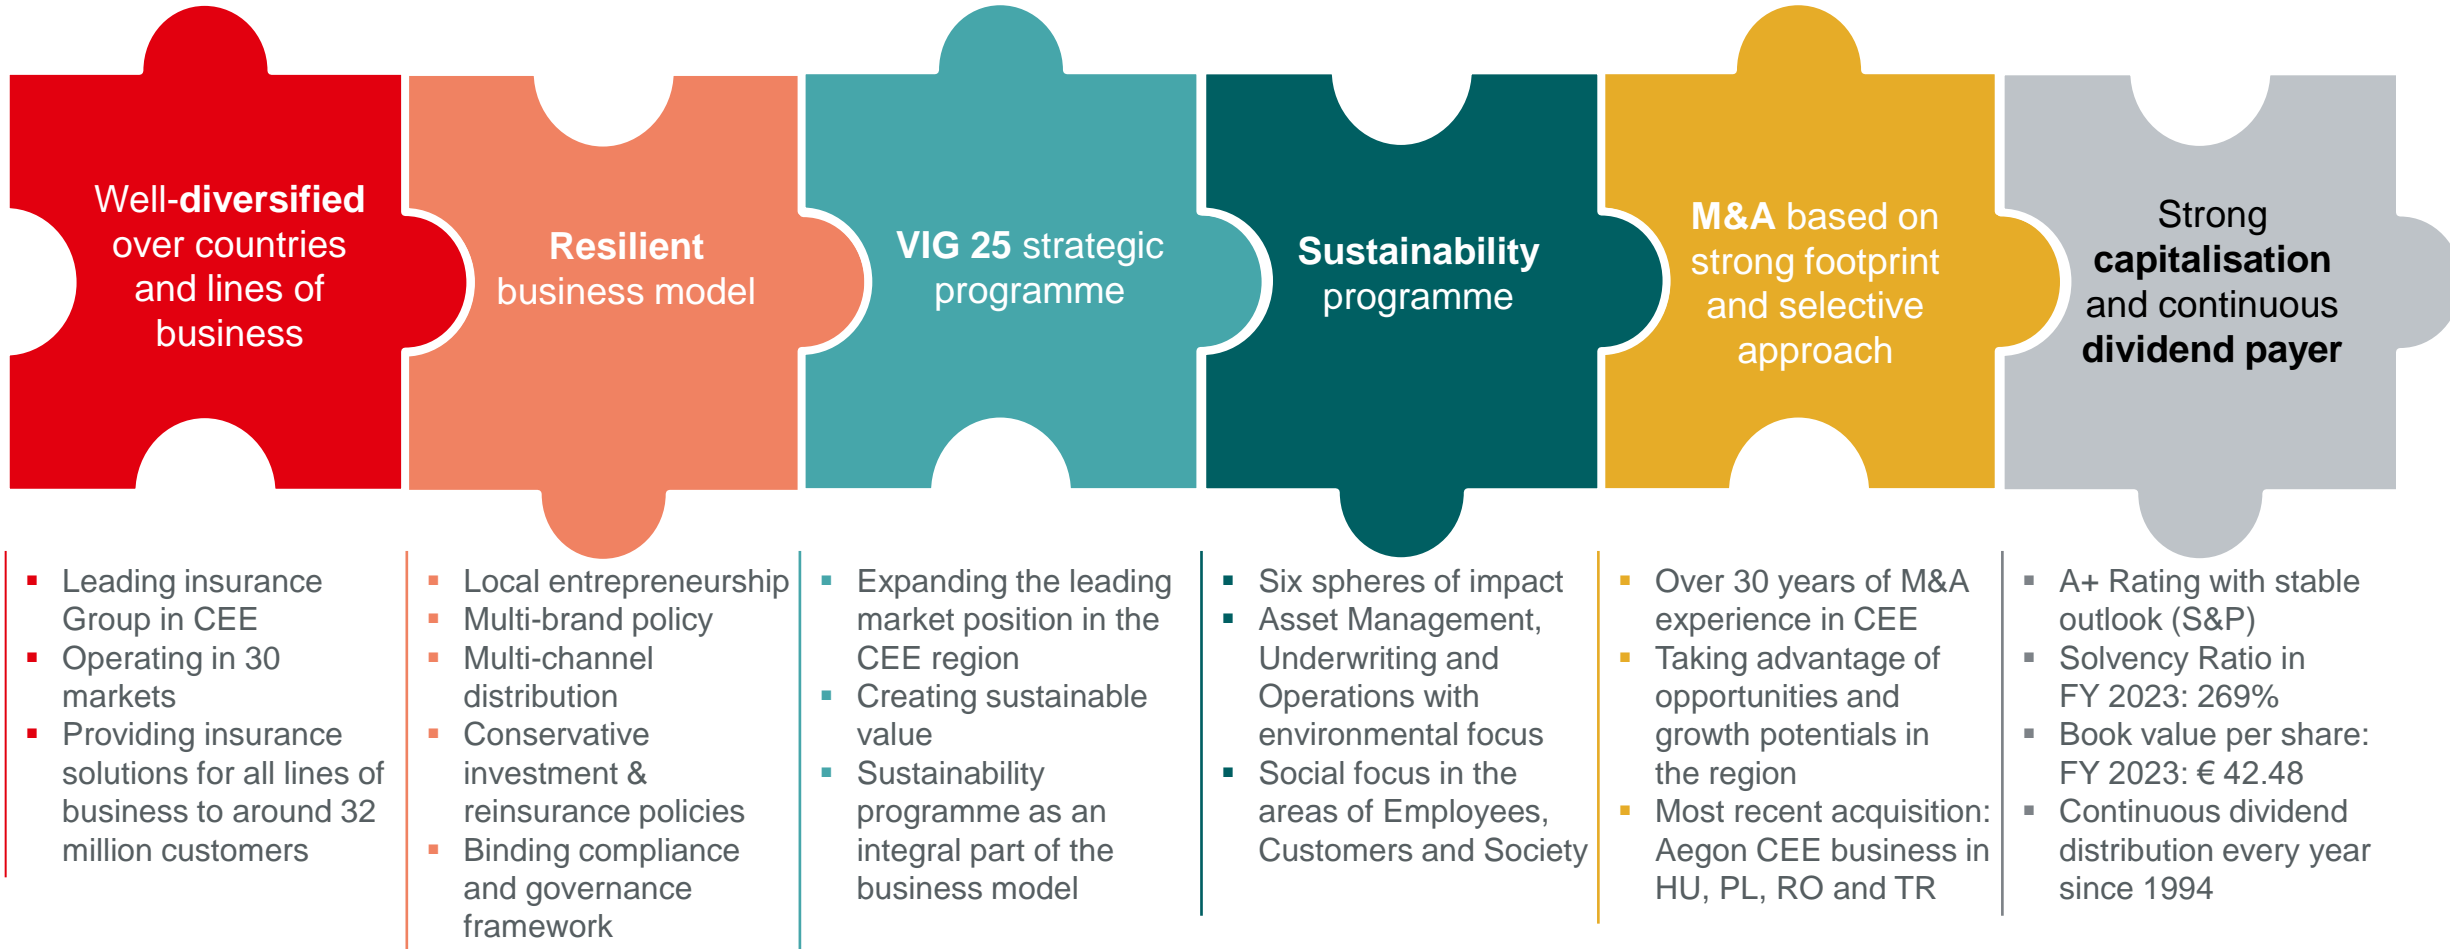 Well-diversified
over countries
and lines of
business
Resilient
business model
VIG 25 strategic
programme
Sustainability
programme
M&A based on
strong footprint
and selective
approach
Strong
capitalisation
and continuous
dividend payer
▪ Leading insurance
Group in CEE
▪ Operating in 30
markets
▪ Providing insurance
solutions for all lines of
business to around 32
million customers
▪ Local entrepreneurship
▪ Multi-brand policy
▪ Multi-channel
distribution
▪ Conservative
investment &
reinsurance policies
▪ Binding compliance
and governance
framework
▪ Expanding the leading
market position in the
CEE region
▪ Creating sustainable
value
▪ Sustainability
programme as an
integral part of the
business model
▪ Six spheres of impact
▪ Asset Management,
Underwriting and
Operations with
environmental focus
▪ Social focus in the
areas of Employees,
Customers and Society
▪ Over 30 years of M&A
experience in CEE
▪ Taking advantage of
opportunities and
growth potentials in
the region
▪ Most recent acquisition:
Aegon CEE business in
HU, PL, RO and TR
▪ A+ Rating with stable
outlook (S&P)
▪ Solvency Ratio in
FY 2023: 269%
▪ Book value per share:
FY 2023: € 42.48
▪ Continuous dividend
distribution every year
since 1994